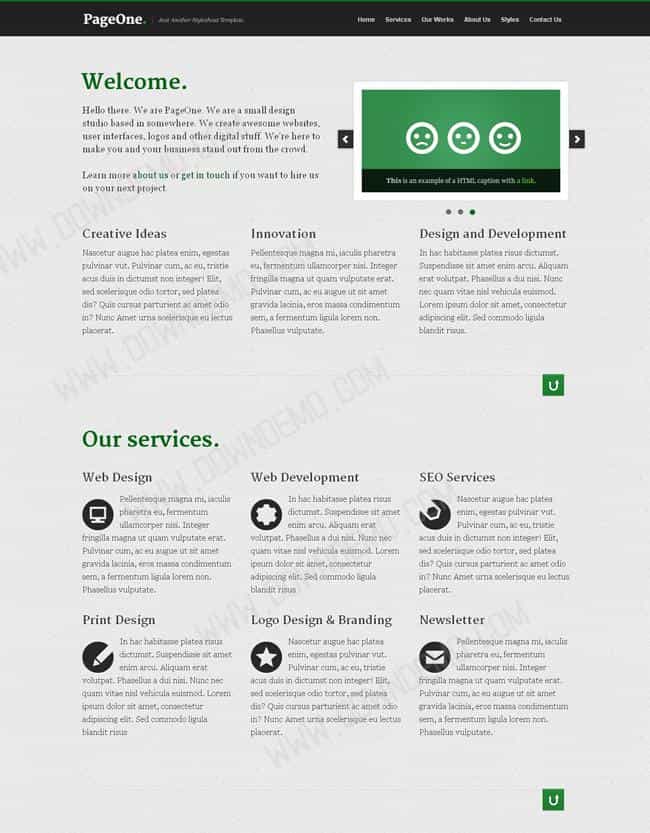 PageOne.
Just Another Styleshout Template.
Home Services Our Works About Us Styles Contact Us
Welcome.
Hello there. We are PageOne. We are a small design
studio based in somewhere. We create awesome websites,
user interfaces, logos and other digital stuff. We're here to
make you and your business stand out from the crowd.
Learn more about us or get in touch if you want to hire us
on your next project
This is an example of a HTML caption with a link.
Creative Ideas
Nascetur augue hac platea enim, egestas
pulvinar vut. Pulvinar cum, ac eu, tristie
acus duis in dictumst non integer! Elit,
sed scelerisque odio tortor, sed platea
dis? Quis cursus parturient ac amet odio
in? Nunc Amet urna scelerisque eu lectus
placerat.
Innovation
Pellentesque magna mi, iaculis pharetra
eu, fermentum ullamcorper nisi. Integer
fringilla magna ut quam vulputate erat.
Pulvinar cum, ac eu augue ut sit amet
gravida lacinia, eros massa condimentum
sem, a fermentum ligula lorem non.
Phasellus vulputate.
Design and Development
In hac habitasse platea risus dictumst.
Suspendisse sit amet enim arcu. Aliquam
erat volutpat. Phasellus a dui nisi. Nunc
nec quam vitae nisl vehicula euismod.
Lorem ipsum dolor sit amet, consectetur
adipiscing elit. Sed commodo ligula
blandit risus.
Our services.
Web Design
Pellentesque magna mi, iaculis
pharetra eu, fermentum
ullamcorper nisi. Integer
fringilla magna ut quam vulputate erat.
Pulvinar cum, ac eu augue ut sit amet
gravida lacinia, eros massa condimentum
sem, a fermentum ligula lorem non.
Phasellus vulputate.
Web Development
In hac habitasse platea risus
dictumst. Suspendisse sit amet
enim arcu. Aliquam erat
volutpat. Phasellus a dui nisi. Nunc nec
quam vitae nisl vehicula euismod. Lorem
ipsum dolor sit amet, consectetur
adipiscing elit. Sed commodo ligula
blandit risus
SEO Services
Nascetur augue hac platea
enim, egestas pulvinar vut.
Pulvinar cum, ac eu, tristie
acus duis in dictumst non integer! Elit,
sed scelerisque odio tortor, sed platea
dis? Quis cursus parturient ac amet odio
in? Nunc Amet urna scelerisque eu lectus
placerat.
Print Design
In hac habitasse platea risus
dictumst. Suspendisse sit amet
enim arcu. Aliquam erat
volutpat. Phasellus a dui nisi. Nunc nec
quam vitae nisl vehicula euismod. Lorem
ipsum dolor sit amet, consectetur
adipiscing elit. Sed commodo ligula
blandit risus
Logo Design & Branding
Nascetur augue hac platea
enim, egestas pulvinar vut.
Pulvinar cum, ac eu, tristie
acus duis in dictumst non integer! Elit,
sed scelerisque odio tortor, sed platea
dis? Quis cursus parturient ac amet odio
in? Nunc Amet urna scelerisque eu lectus
placerat.
Newsletter
Pellentesque magna mi, iaculis
pharetra eu, fermentum
ullamcorper nisi. Integer
fringilla magna ut quam vulputate erat.
Pulvinar cum, ac eu augue ut sit amet
gravida lacinia, eros massa condimentum
sem, a fermentum ligula lorem non.
Phasellus vulputate.
WWW.DOWNDEMO.COM
WWW.DOWNDEMO.COM
WWW.DOWNDEMO.COM
WWW.DOWNDEMO.COM
WWW.DOWNDEMO.COM